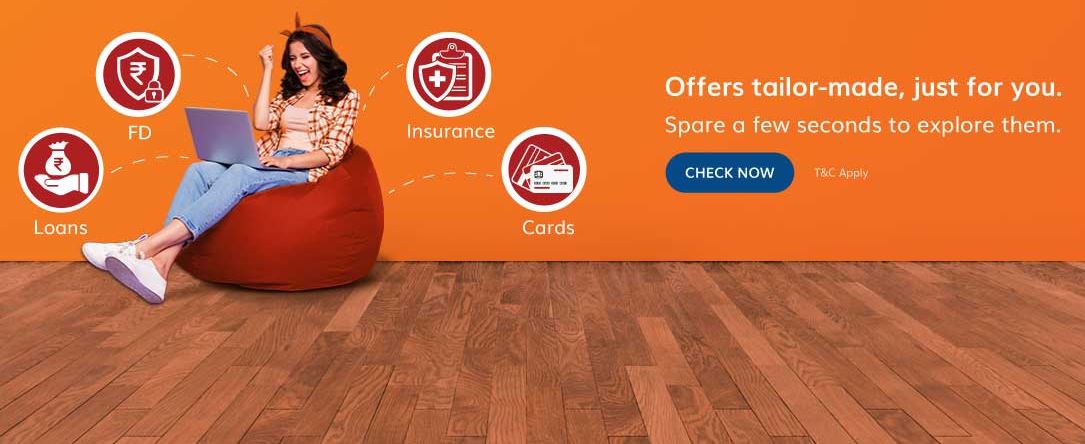 FD
Loans
Insurance
Cards
Offers tailor-made, just for you.
Spare a few seconds to explore them.
CHECK NOW
T&C Apply